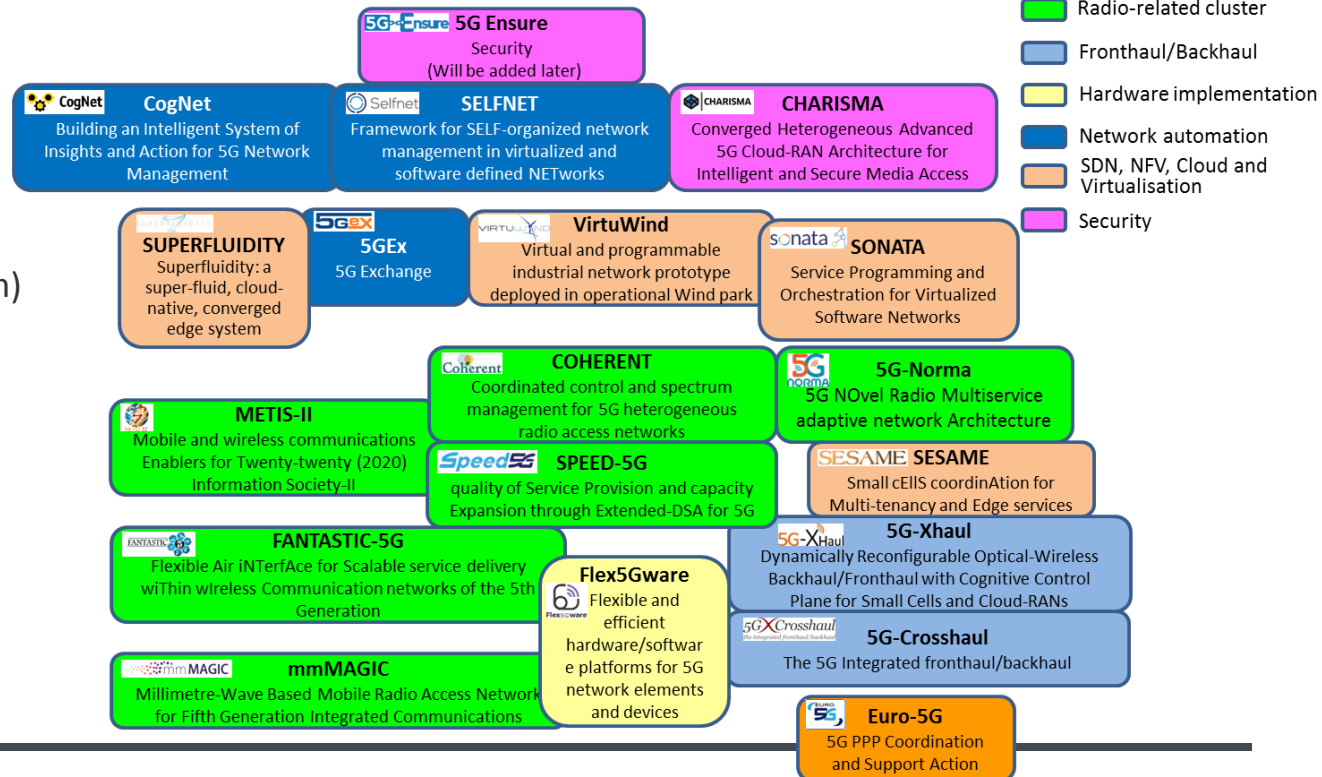 5G Ensure 5G Ensure
Security
(Will be added later)
Radio-related cluster
Fronthaul/Backhaul
Hardware implementation
Network automation
SDN, NFV, Cloud and
Virtualisation
Security
CogNet CogNet
Building an Intelligent System of
Insights and Action for 5G Network
Management
Selfnet SELFNET
Framework for SELF-organized network
management in virtualized and
software defined NETworks
CHARISMA CHARISMA
Converged Heterogeneous Advanced
5G Cloud-RAN Architecture for
Intelligent and Secure Media Access
n)
SUPERFLUIDITY
SUPERFLUIDITY
Superfluidity: a
super-fluid, cloud-
native, converged
edge system
5GEX
5GEx
5G Exchange
VIRTUWIND VirtuWind
Virtual and programmable
industrial network prototype
deployed in operational Wind park
sonata SONATA
Service Programming and
Orchestration for Virtualized
Software Networks
Coherent COHERENT
Coordinated control and spectrum
management for 5G heterogeneous
radio access networks
5G NORMA 5G-Norma
5G NOvel Radio Multiservice
adaptive network Architecture
METIS-II
Mobile and wireless communications
Enablers for Twenty-twenty (2020)
Information Society-II
Speed5G SPEED-5G
quality of Service Provision and capacity
Expansion through Extended-DSA for 5G
SESAME SESAME
Small cEllS coordinAtion for
Multi-tenancy and Edge services
FANTASTIC 5G FANTASTIC-5G
Flexible Air iNTerfAce for Scalable service delivery
wiThin wIreless Communication networks of the 5th
Generation
Flex5Gware
Flex5Gware
Flexible and
efficient
hardware/softwar
e platforms for 5G
network elements
and devices
5G-XHaul 5G-Xhaul
Dynamically Reconfigurable Optical-Wireless
Backhaul/Fronthaul with Cognitive Control
Plane for Small Cells and Cloud-RANs
5GXCrosshaul
the integrated fronthaul/backhaul
5G-Crosshaul
The 5G Integrated fronthaul/backhaul
mmMAGIC mmMAGIC
Millimetre-Wave Based Mobile Radio Access Network
for Fifth Generation Integrated Communications
EURO 5G Euro-5G
5G PPP Coordination
and Support Action